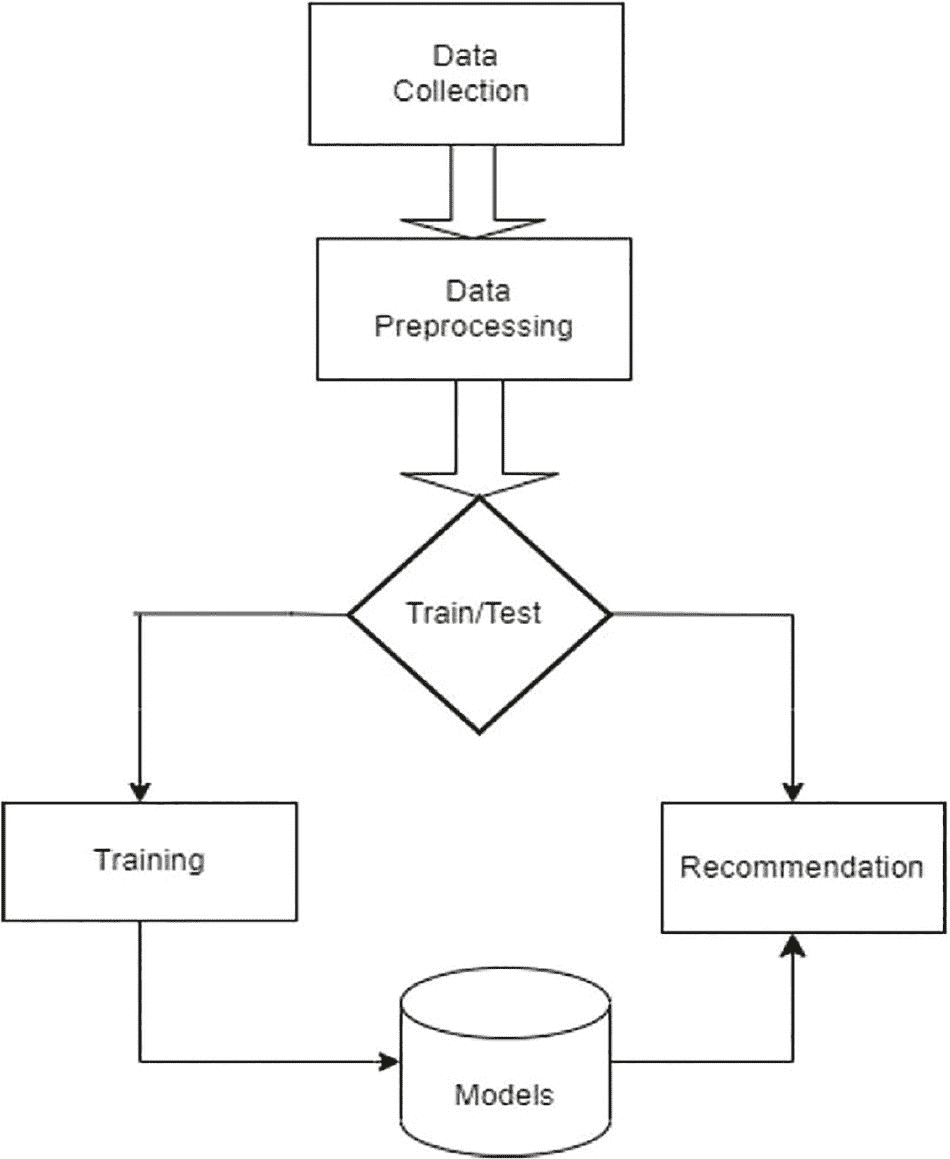 Data
Collection
Data
Preprocessing
Train/Test
Training
Recommendation
Models